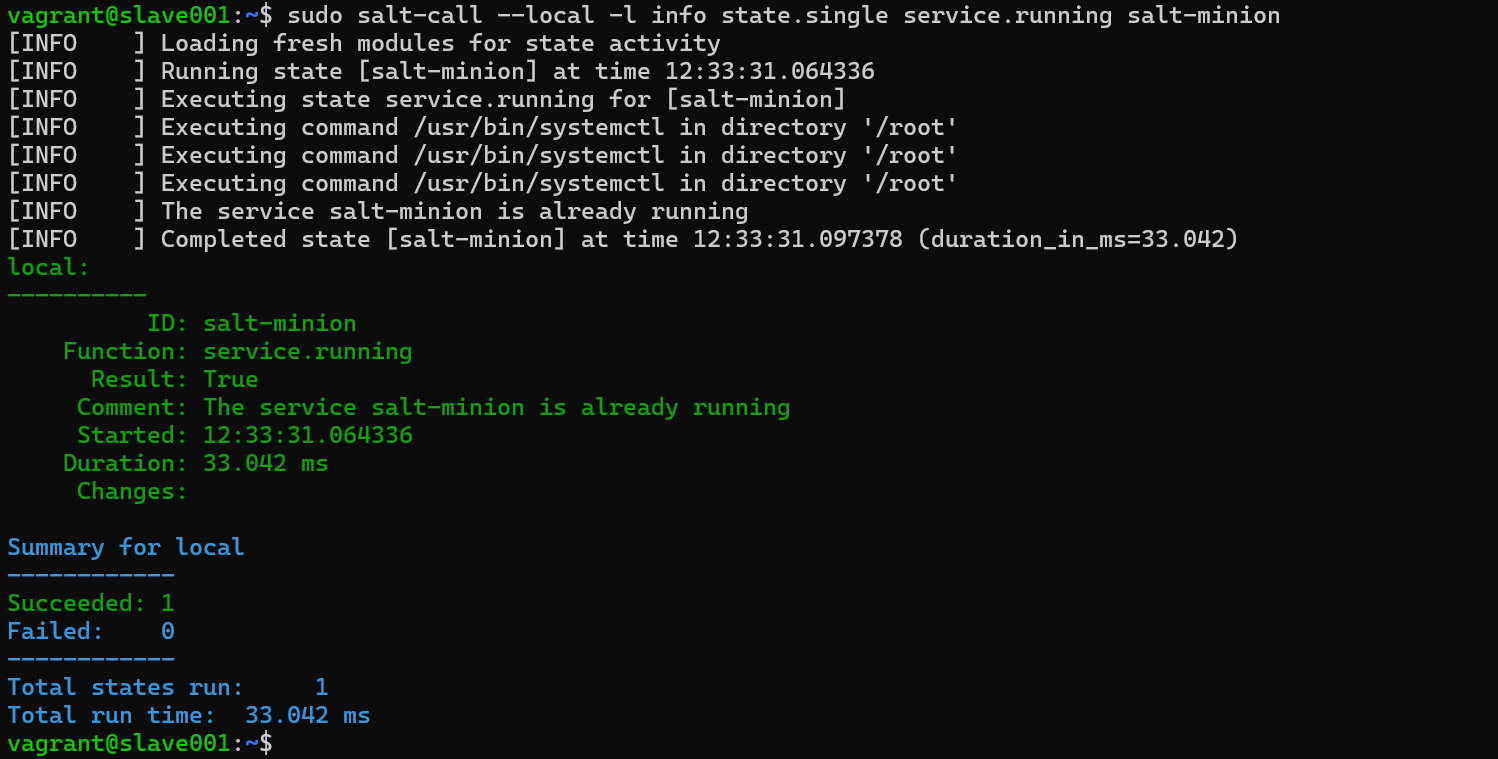 vagrant@slave001:~$ sudo salt-call --local -l info state.single service.running salt-minion
[INFO    ] Loading fresh modules for state activity
[INFO    ] Running state [salt-minion] at time 12:33:31.064336
[INFO    ] Executing state service.running for [salt-minion]
[INFO    ] Executing command /usr/bin/systemctl in directory '/root'
[INFO    ] Executing command /usr/bin/systemctl in directory '/root'
[INFO    ] Executing command /usr/bin/systemctl in directory '/root'
[INFO    ] The service salt-minion is already running
[INFO    ] Completed state [salt-minion] at time 12:33:31.097378 (duration_in_ms=33.042)
local:
----------
          ID: salt-minion
    Function: service.running
      Result: True
     Comment: The service salt-minion is already running
     Started: 12:33:31.064336
    Duration: 33.042 ms
     Changes:

Summary for local
------------
Succeeded: 1
Failed:    0
------------
Total states run:     1
Total run time:  33.042 ms
vagrant@slave001:~$